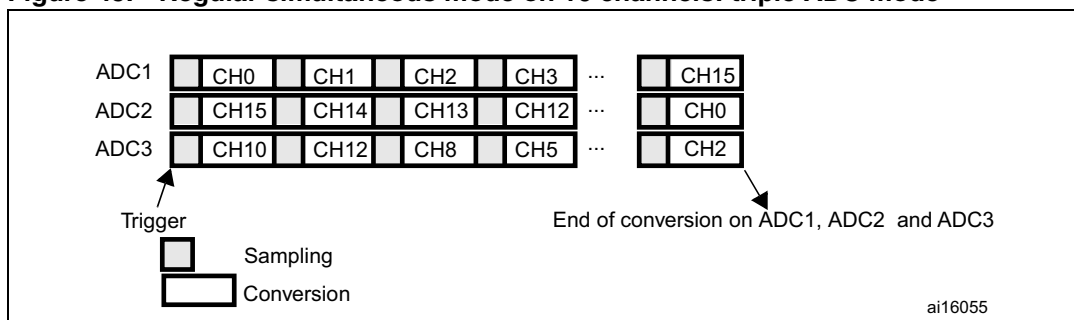 Figure Regular simultaneous mode on 16 channels: triple ADC mode
ADC1 CH0 CH1 CH2 CH3 ... CH15
ADC2 CH15 CH14 CH13 CH12 ... CH0
ADC3 CH10 CH12 CH8 CH5 ... CH2
Trigger
End of conversion on ADC1, ADC2 and ADC3
Sampling
Conversion
ai16055